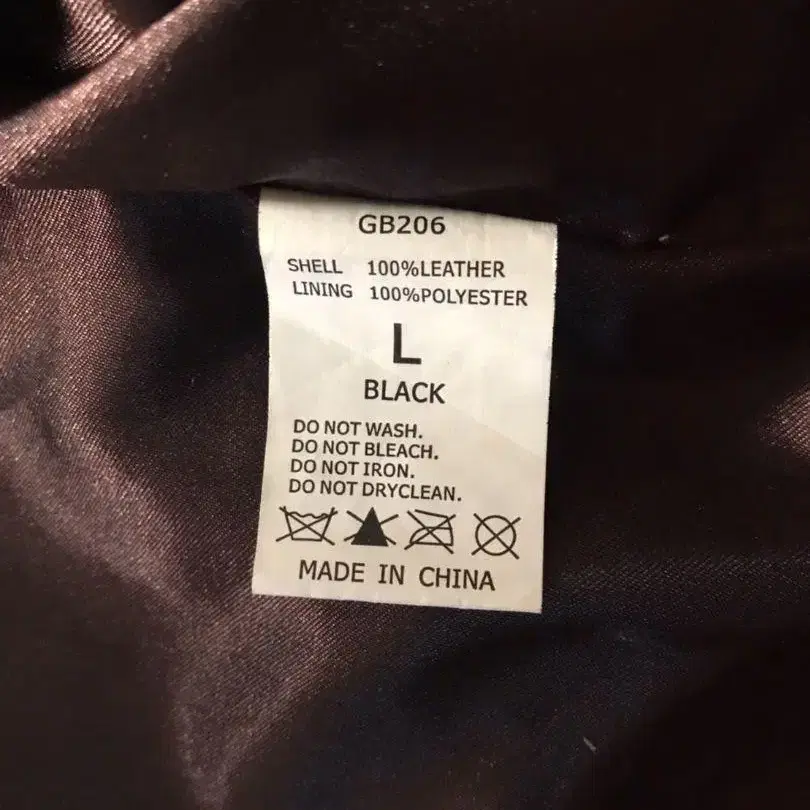 GB206
SHELL 100%LEATHER
LINING 100%POLYESTER
L
BLACK
DO NOT WASH.
DO NOT BLEACH.
DO NOT IRON.
DO NOT DRYCLEAN.
MADE IN CHINA